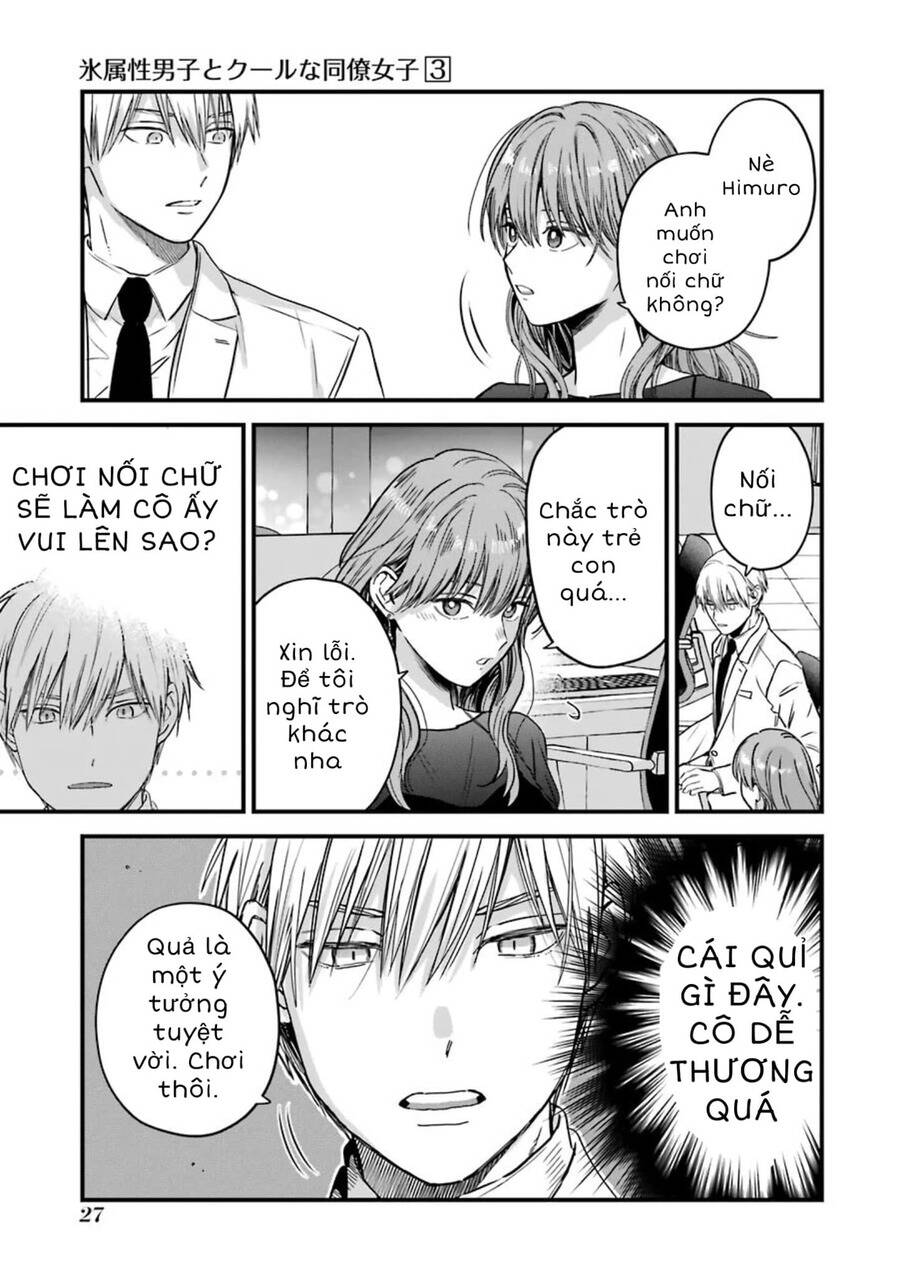 氷属性男子とクールな同僚女子 3
Nè
Himuro
Anh
muốn
chơi
nối chữ
không?
Nối
chữ...
Chắc trò
này trẻ
con
quá...
Xin lỗi.
Để tôi
nghĩ trò
khác
nha
CHƠI NỐI CHỮ
SẼ LÀM CÔ ẤY
VUI LÊN SAO?
CÁI QUỈ
GÌ ĐÂY.
CÔ DỄ
THƯƠNG
QUÁ
Quả là
một ý
tưởng
tuyệt
vời. Chơi
thôi.
27